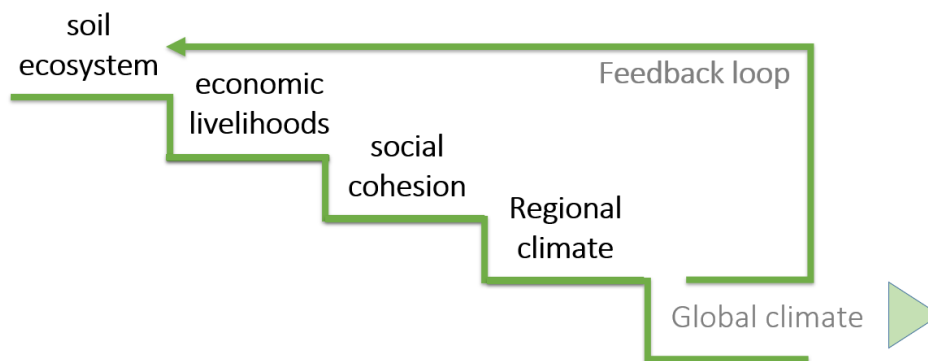 soil
ecosystem
Feedback loop
economic
livelihoods
social
cohesion
Regional
climate
Global climate